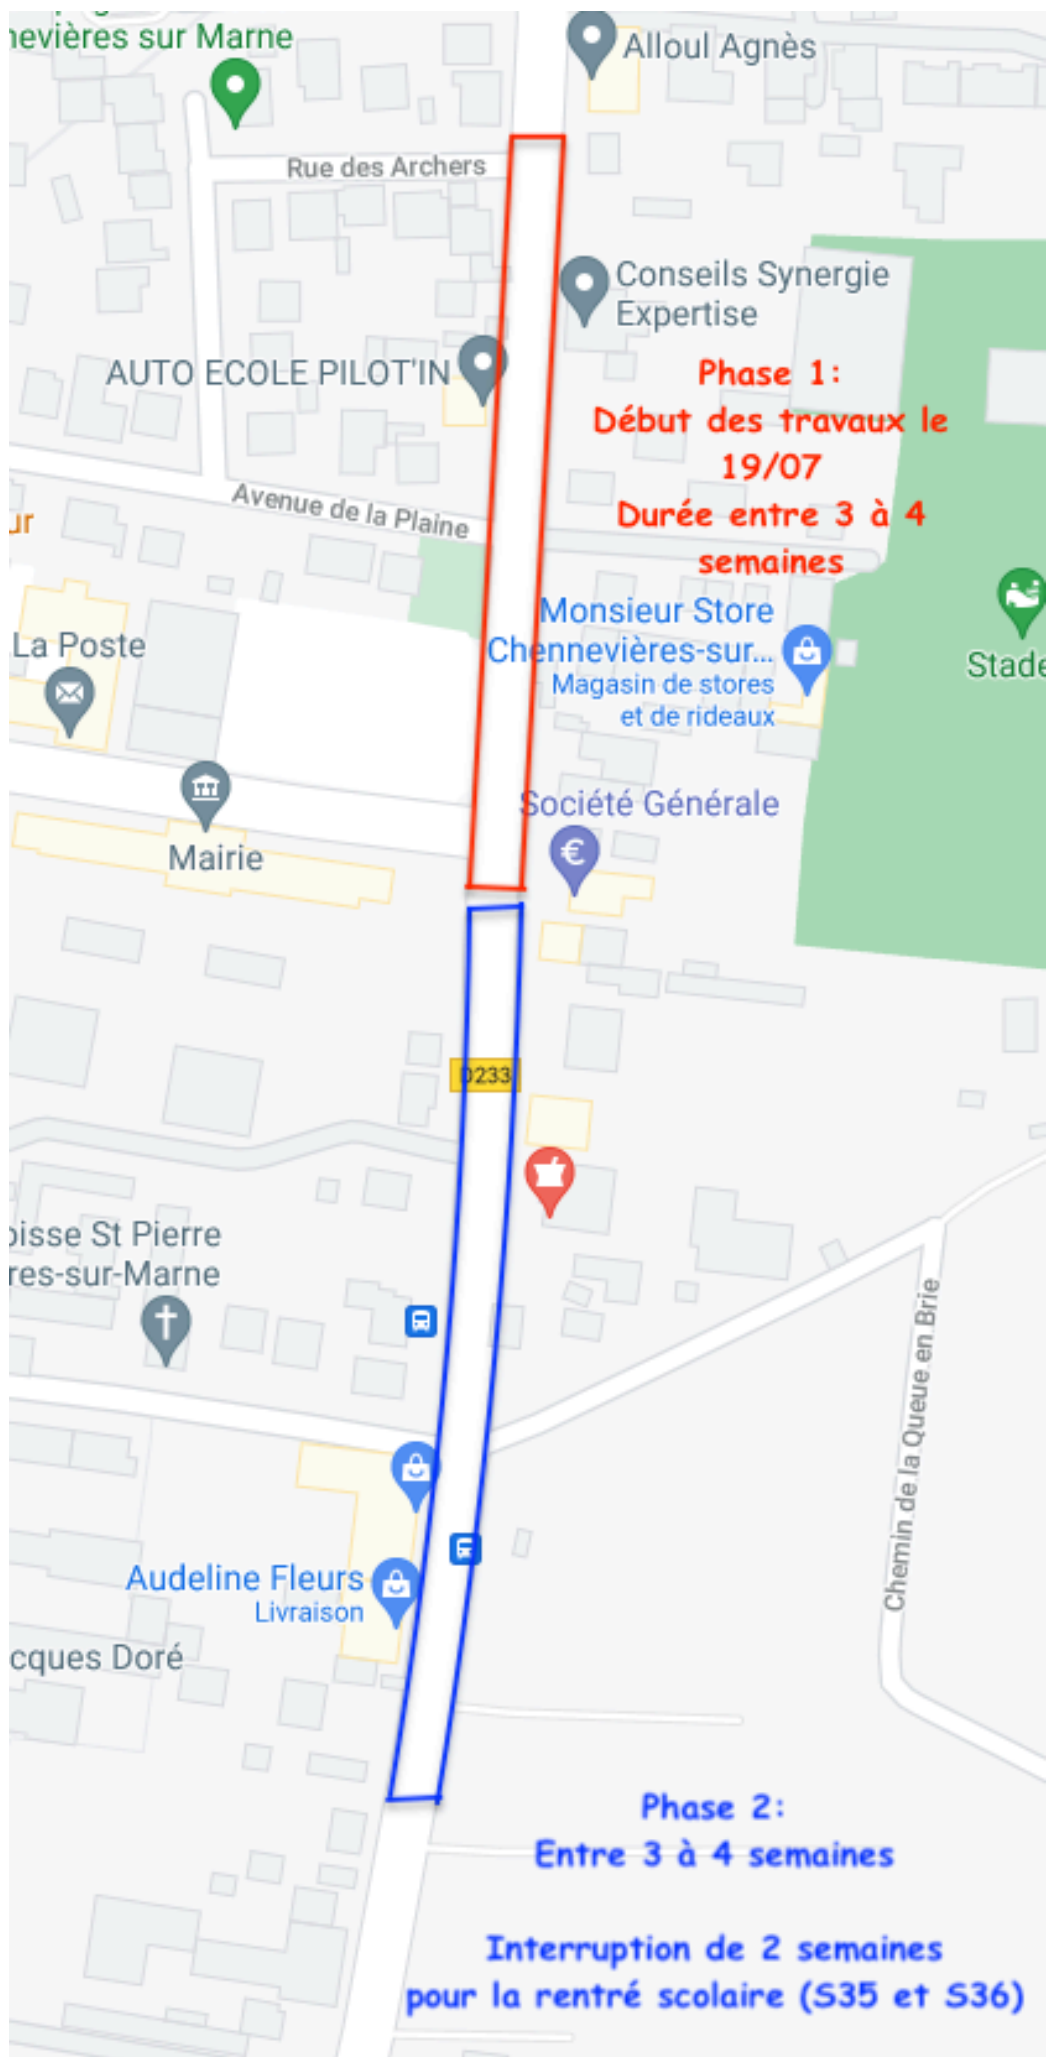 nevières sur Marne
Alloul Agnès
Rue des Archers
Conseils Synergie
Expertise
AUTO ECOLE PILOT'IN
Phase 1:
Début des travaux le
19/07
Durée entre 3 à 4
semaines
Avenue de la Plaine
ur
Monsieur Store
Chennevières-sur...
Magasin de stores
et de rideaux
La Poste
Stade
Société Générale
€
Mairie
D233
oisse St Pierre
res-sur-Marne
Chemin de la Queue en Brie
Audeline Fleurs
Livraison
cques Doré
Phase 2:
Entre 3 à 4 semaines
Interruption de 2 semaines
pour la rentré scolaire (S35 et S36)